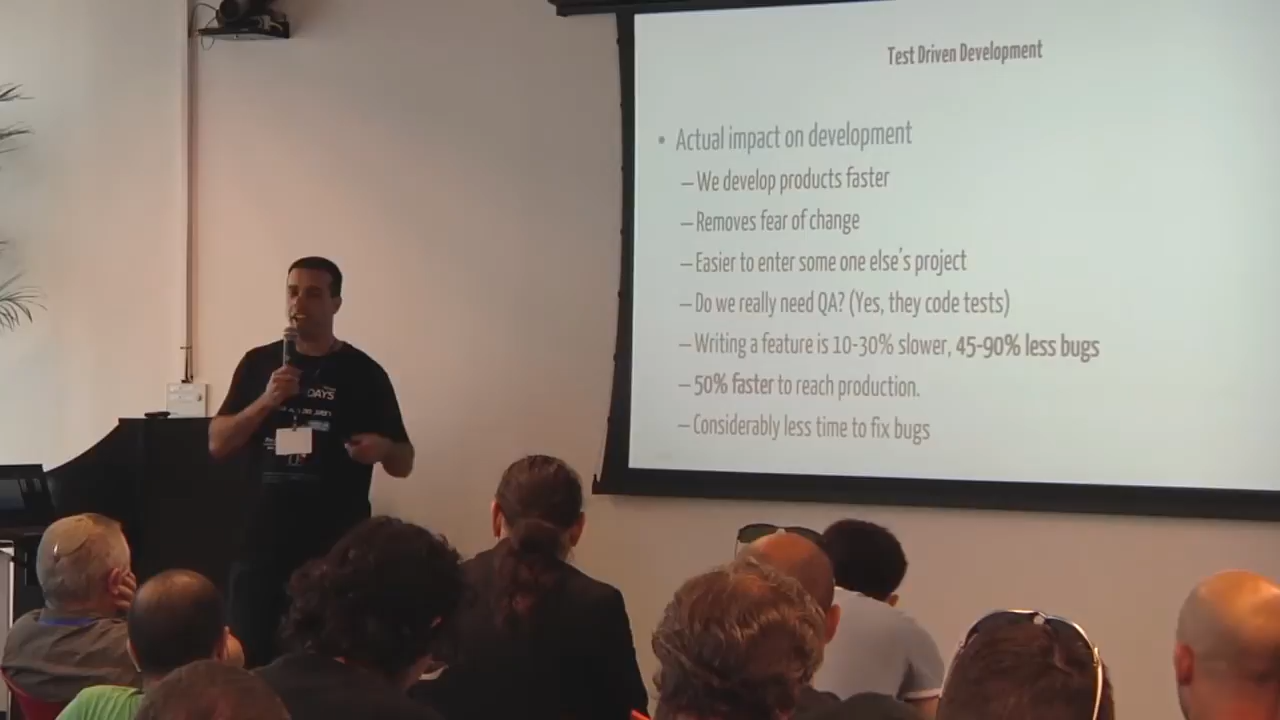 Test Driven Development
• Actual impact on development
– We develop products faster
– Removes fear of change
– Easier to enter some one else's project
– Do we really need QA? (Yes, they code tests)
– Writing a feature is 10-30% slower, 45-90% less bugs
– 50% faster to reach production.
– Considerably less time to fix bugs
DAYS